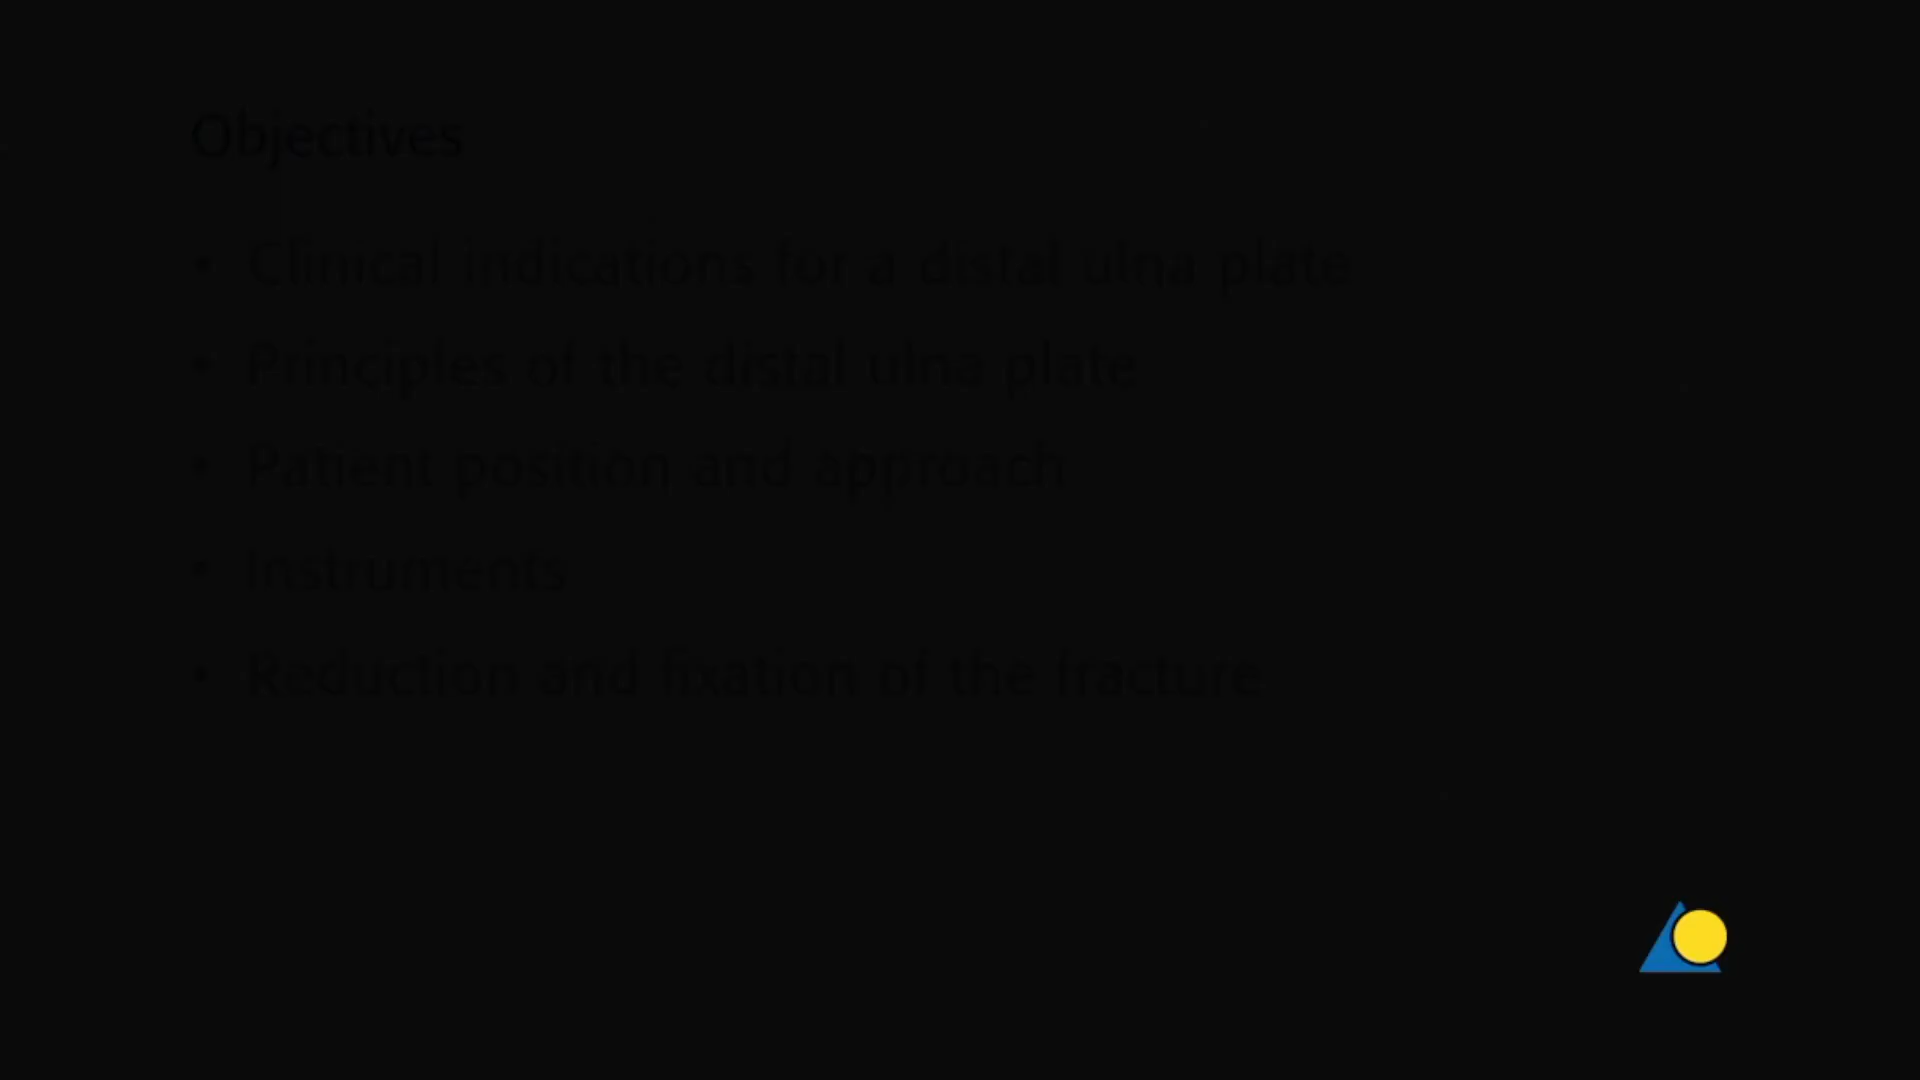 Objectives
• Clinical indications for a distal ulna plate
• Principles of the distal ulna plate
• Patient position and approach
• Instruments
• Reduction and fixation of the fracture